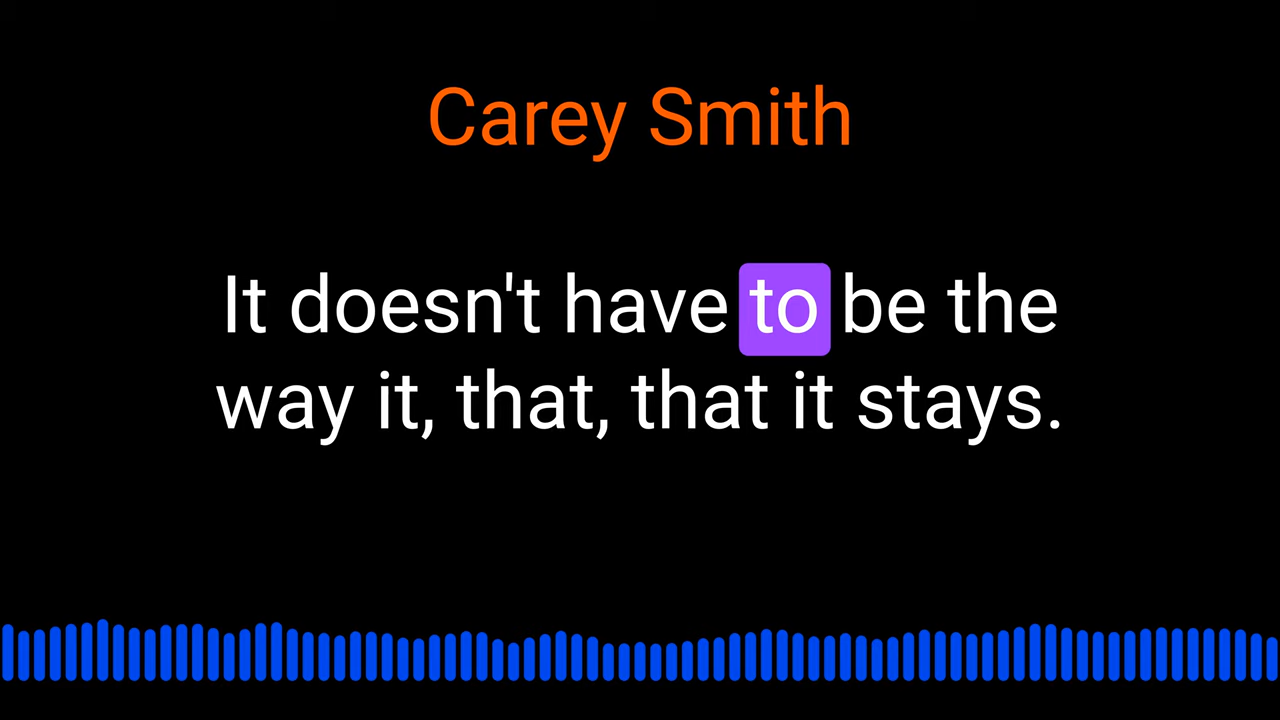 Carey Smith
It doesn't have to be the
way it, that, that it stays.